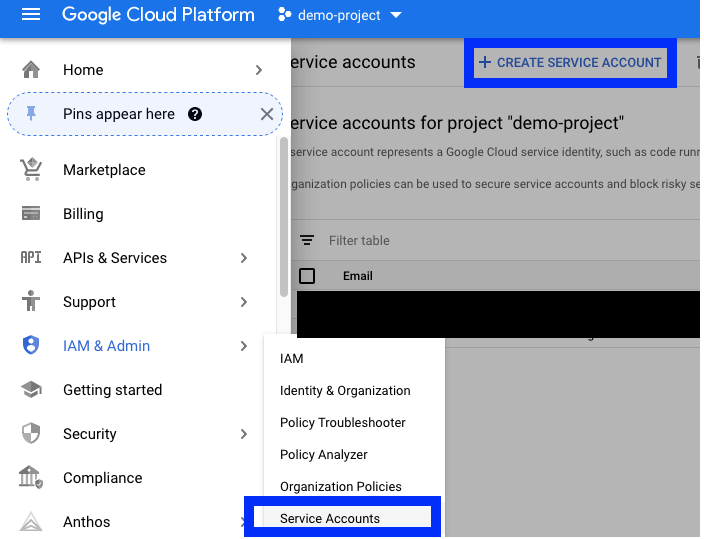 Google Cloud Platform demo-project
Home
Pins appear here ?
Marketplace
Billing
API APIs & Services
Support
IAM & Admin
Getting started
Security
Compliance
Anthos
ervice accounts + CREATE SERVICE ACCOUNT
ervice accounts for project "demo-project"
service account represents a Google Cloud service identity, such as code runn
ganization policies can be used to secure service accounts and block risky se
Filter table
Email
IAM
Identity & Organization
Policy Troubleshooter
Policy Analyzer
Organization Policies
Service Accounts